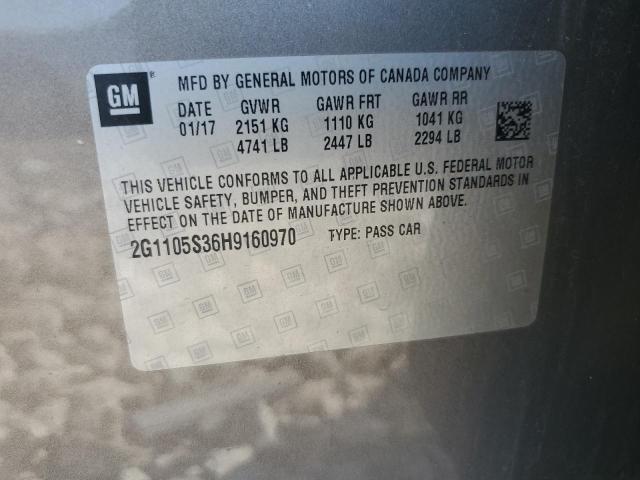 GM
MFD BY GENERAL MOTORS OF CANADA COMPANY
DATE GVWR GAWR FRT GAWR RR
01/17 2151 KG 1110 KG 1041 KG
4741 LB 2447 LB 2294 LB
THIS VEHICLE CONFORMS TO ALL APPLICABLE U.S. FEDERAL MOTOR
VEHICLE SAFETY, BUMPER, AND THEFT PREVENTION STANDARDS IN
EFFECT ON THE DATE OF MANUFACTURE SHOWN ABOVE.
2G1105S36H9160970 TYPE: PASS CAR